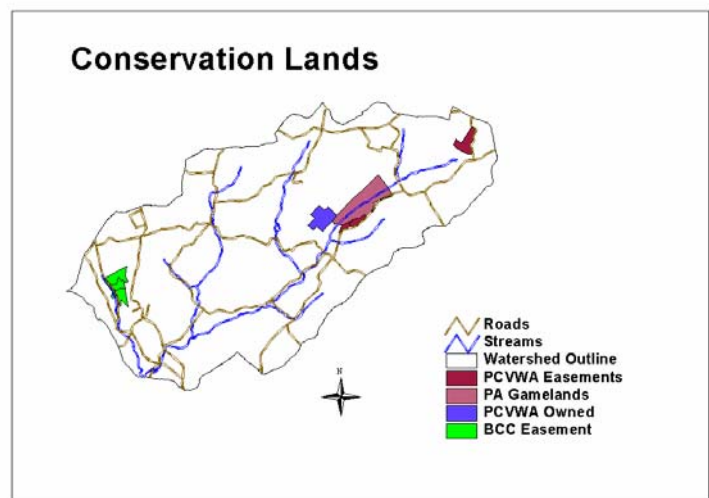 Conservation Lands
Roads
Streams
Watershed Outline
PCVWA Easements
PA Gamelands
PCVWA Owned
BCC Easement
N